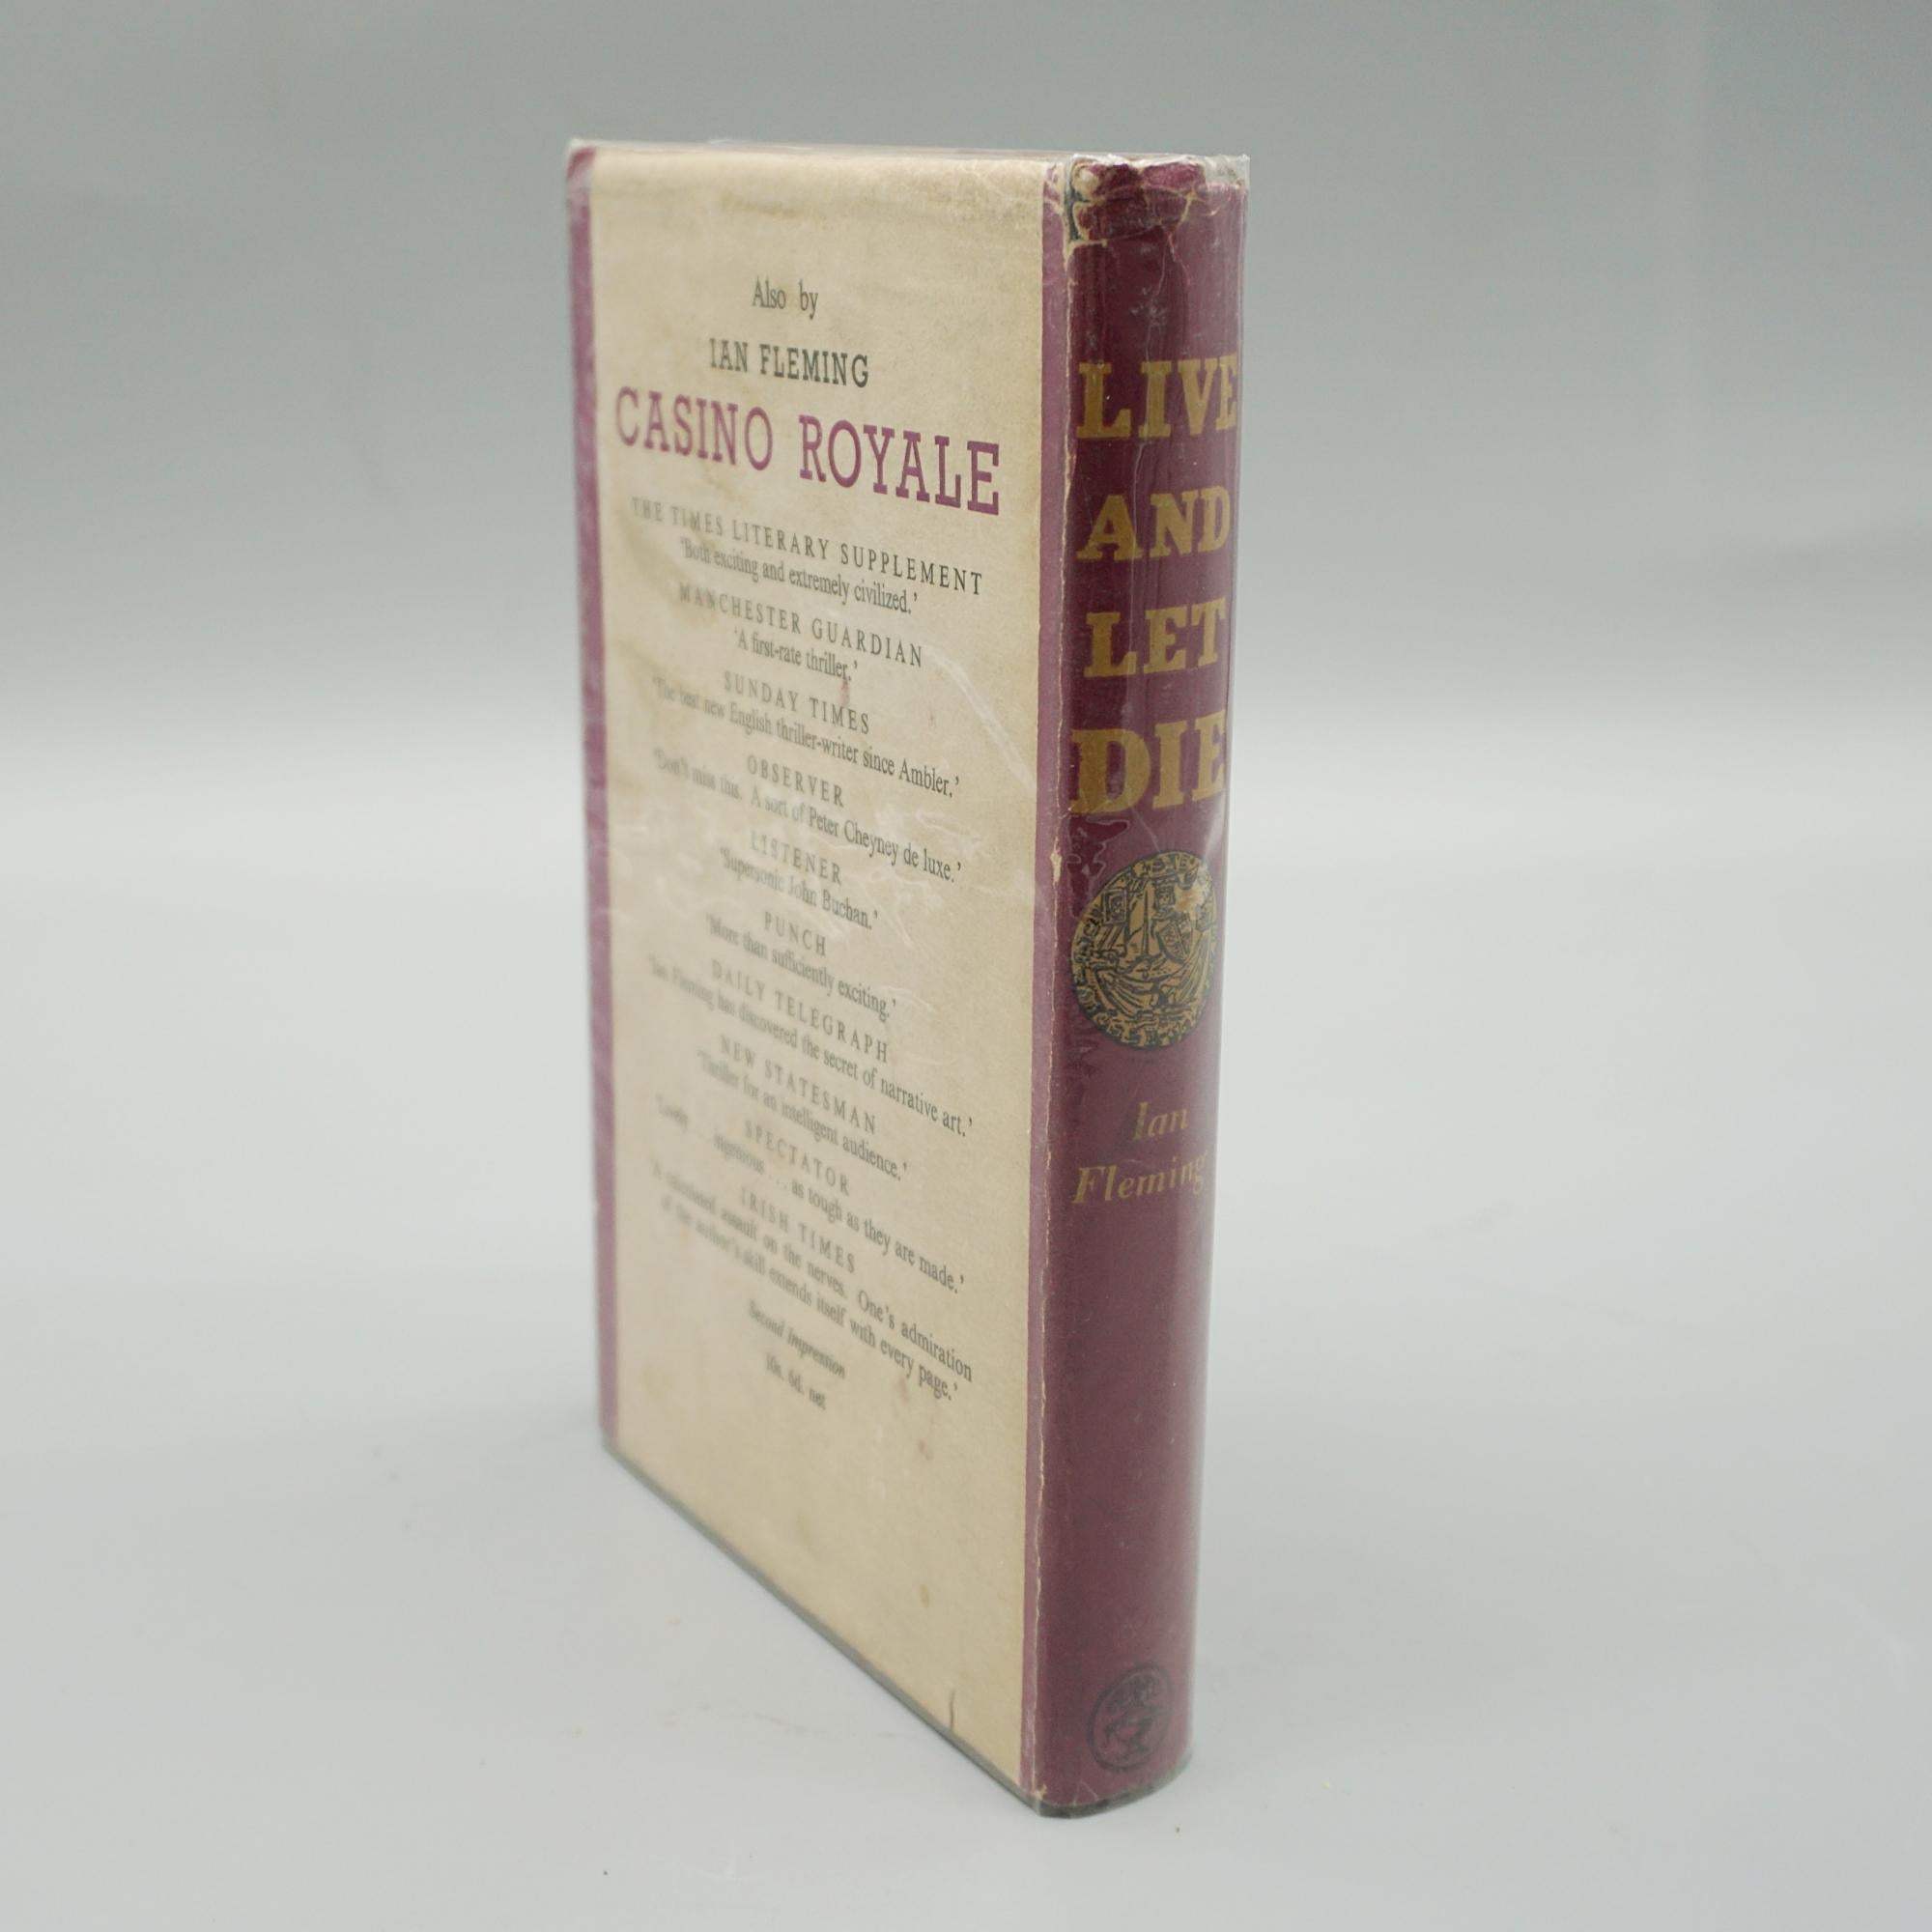 Also by
IAN FLEMING
CASINO ROYALE
THE TIMES LITERARY SUPPLEMENT
'Both exciting and extremely civilized.'
MANCHESTER GUARDIAN
'A first-rate thriller.'
SUNDAY TIMES
'The best new English thriller-writer since Ambler.'
OBSERVER
'Don't miss this. A sort of Peter Cheyney de luxe.'
LISTENER
'Supersonic John Buchan.'
PUNCH
'More than sufficiently exciting.'
DAILY TELEGRAPH
'Ian Fleming has discovered the secret of narrative art.'
NEW STATESMAN
'Thriller for an intelligent audience.'
SPECTATOR
'Lively . . . ingenious . . . as tough as they are made.'
IRISH TIMES
'A calculated assault on the nerves. One's admiration
of the author's skill extends itself with every page.'
Second Impression
10s. 6d. net
LIVE
AND
LET
DIE
Ian
Fleming